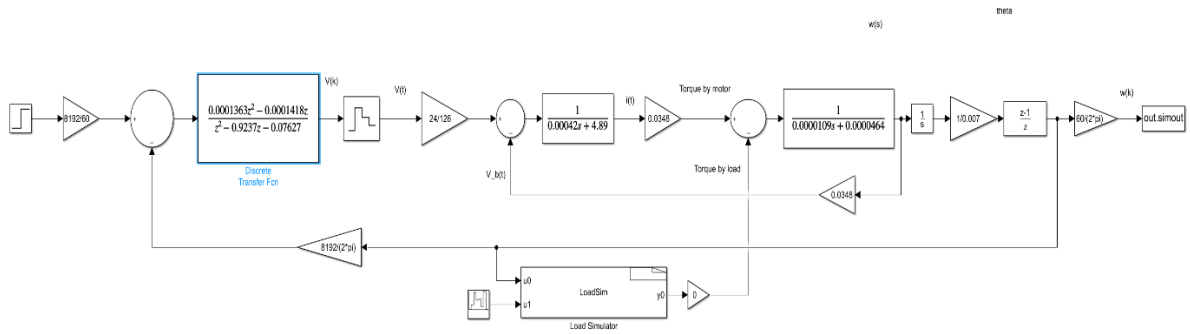 theta
w(s)
8192/60
+
−
0.0001363z² − 0.0001418z
z² − 0.9237z − 0.07627
Discrete
Transfer Fcn
V(k)
V(t)
24/126
+
−
1
0.00042s + 4.89
i(t)
0.0348
Torque by motor
+
−
1
0.0000109s + 0.0000464
1
s
1/0.007
z-1
z
60/(2*pi)
w(k)
out.simout
V_b(t)
Torque by load
0.0348
8192/(2*pi)
u0
u1
LoadSim
y0
0
Load Simulator